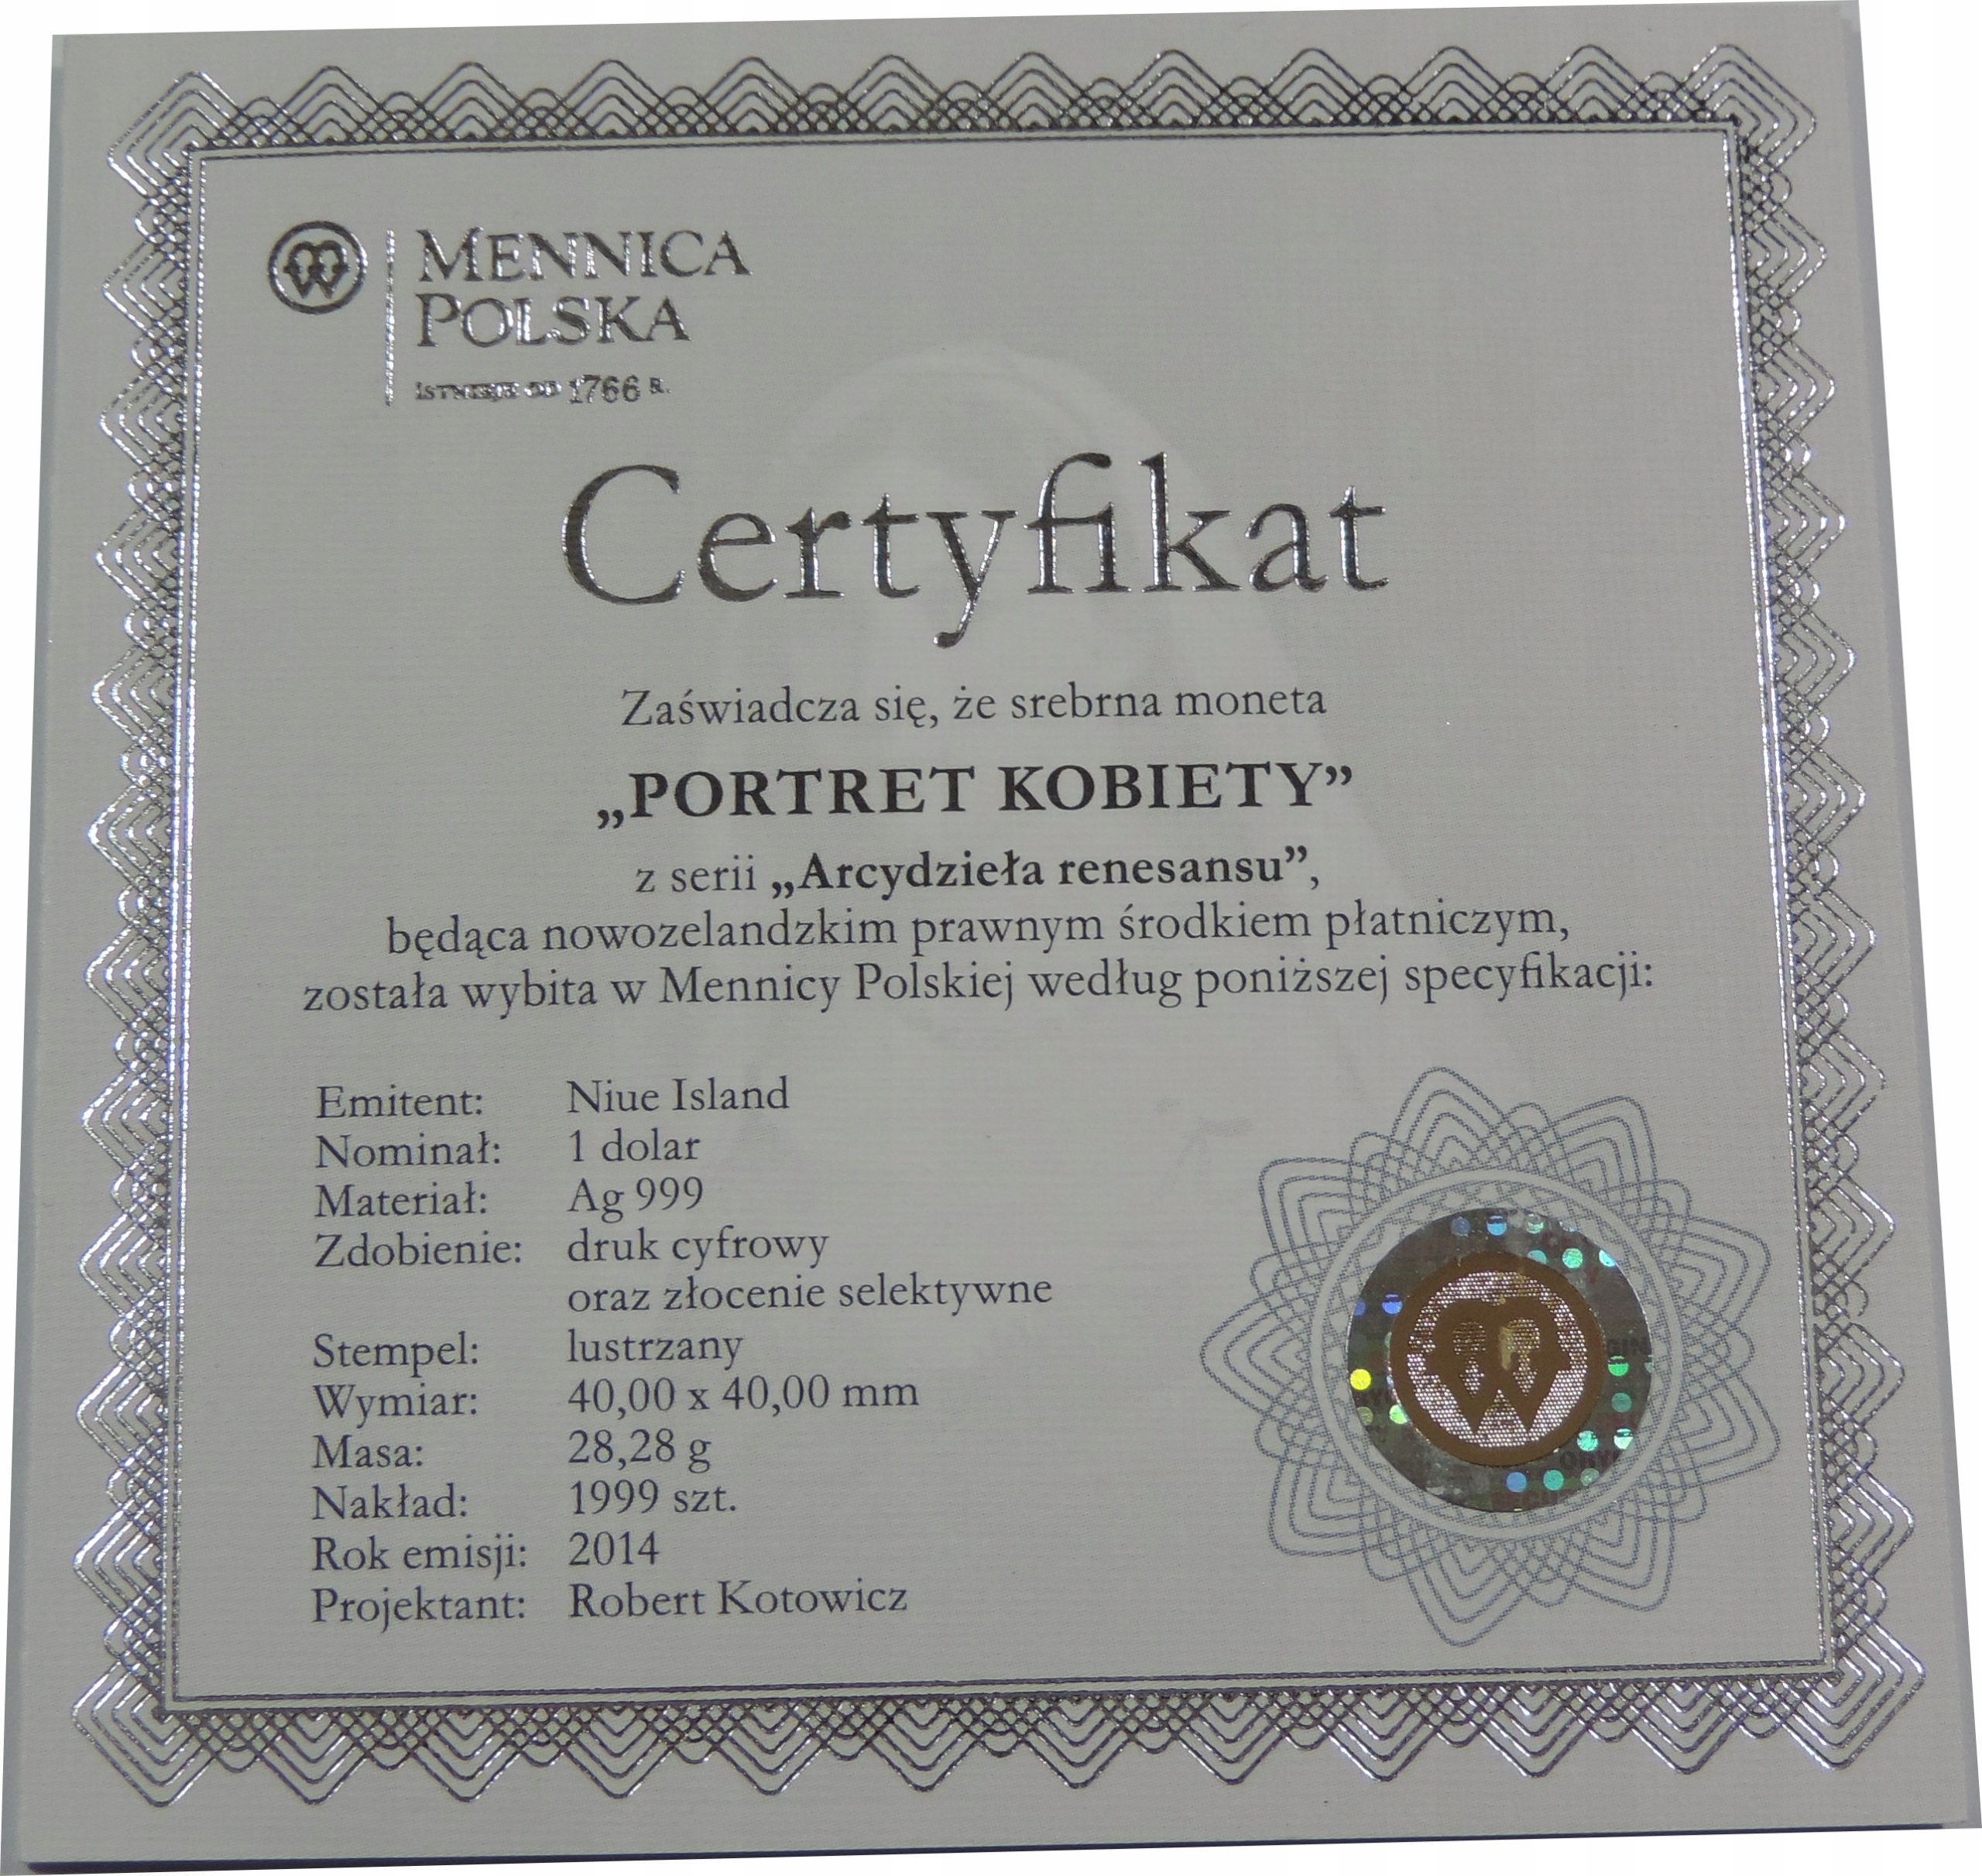 MENNICA
POLSKA
ISTNIEJE OD 1766 R.
Certyfikat
Zaświadcza się, że srebrna moneta
„PORTRET KOBIETY”
z serii „Arcydzieła renesansu”,
będąca nowozelandzkim prawnym środkiem płatniczym,
została wybita w Mennicy Polskiej według poniższej specyfikacji:
Emitent: Niue Island
Nominał: 1 dolar
Materiał: Ag 999
Zdobienie: druk cyfrowy
oraz złocenie selektywne
Stempel: lustrzany
Wymiar: 40,00 x 40,00 mm
Masa: 28,28 g
Nakład: 1999 szt.
Rok emisji: 2014
Projektant: Robert Kotowicz